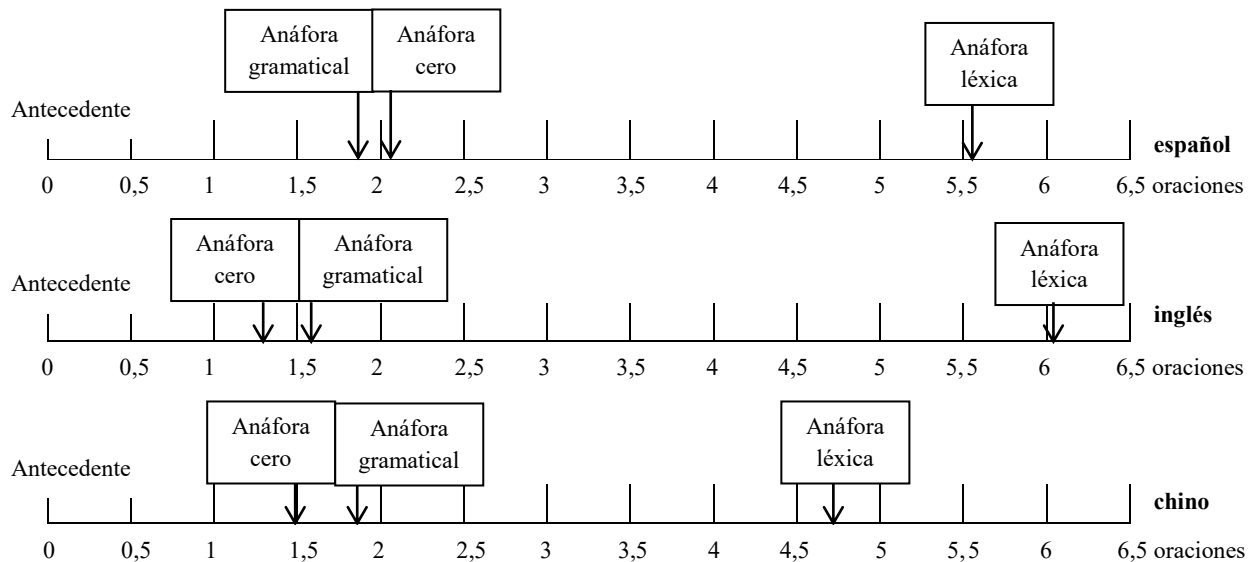 Anáfora
gramatical
Anáfora
cero
Anáfora
léxica
Antecedente
español
0 0,5 1 1,5 2 2,5 3 3,5 4 4,5 5 5,5 6 6,5 oraciones
Anáfora
cero
Anáfora
gramatical
Anáfora
léxica
Antecedente
inglés
0 0,5 1 1,5 2 2,5 3 3,5 4 4,5 5 5,5 6 6,5 oraciones
Anáfora
cero
Anáfora
gramatical
Anáfora
léxica
Antecedente
chino
0 0,5 1 1,5 2 2,5 3 3,5 4 4,5 5 5,5 6 6,5 oraciones